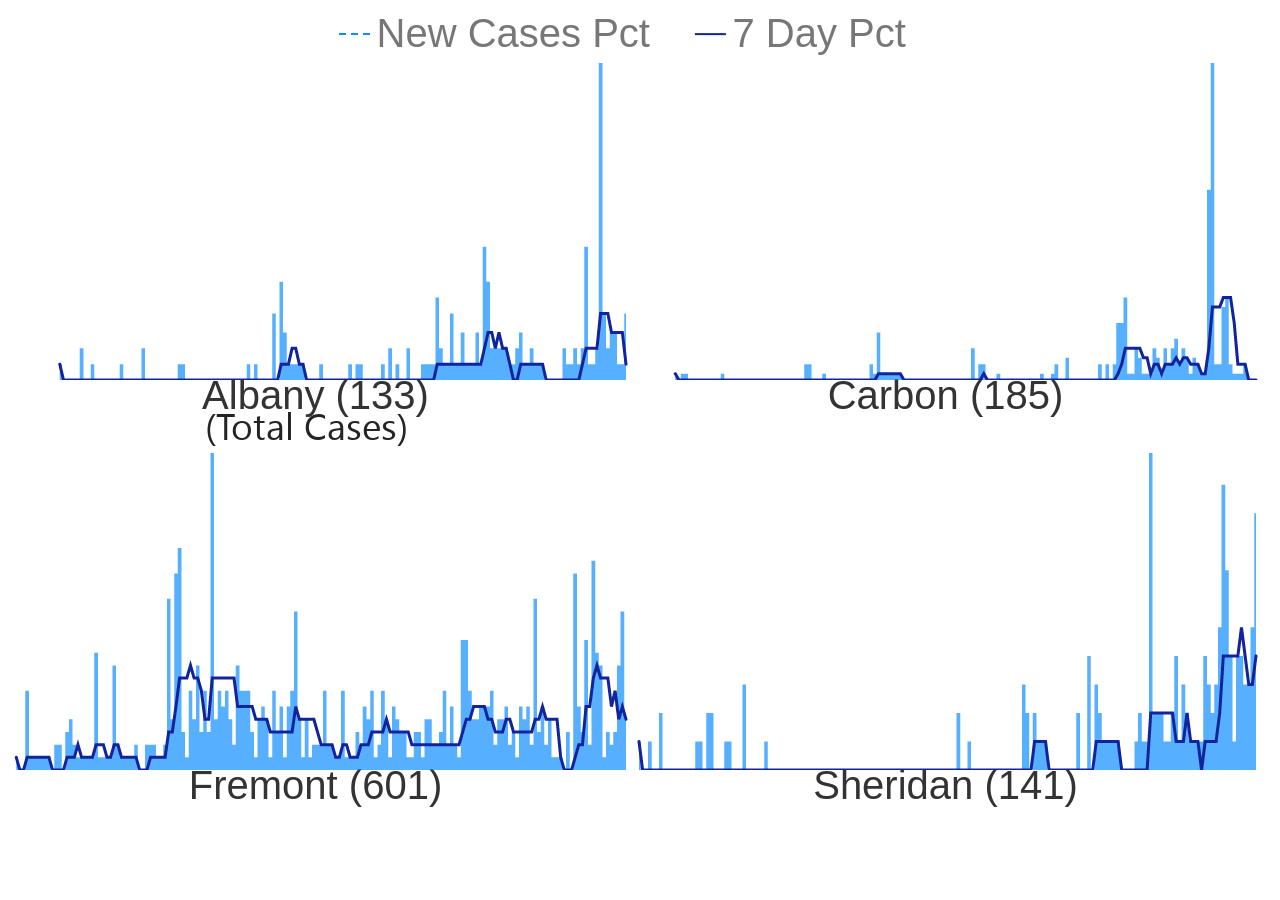 New Cases Pct 7 Day Pct
Albany (133)
(Total Cases)
Carbon (185)
Fremont (601)
Sheridan (141)